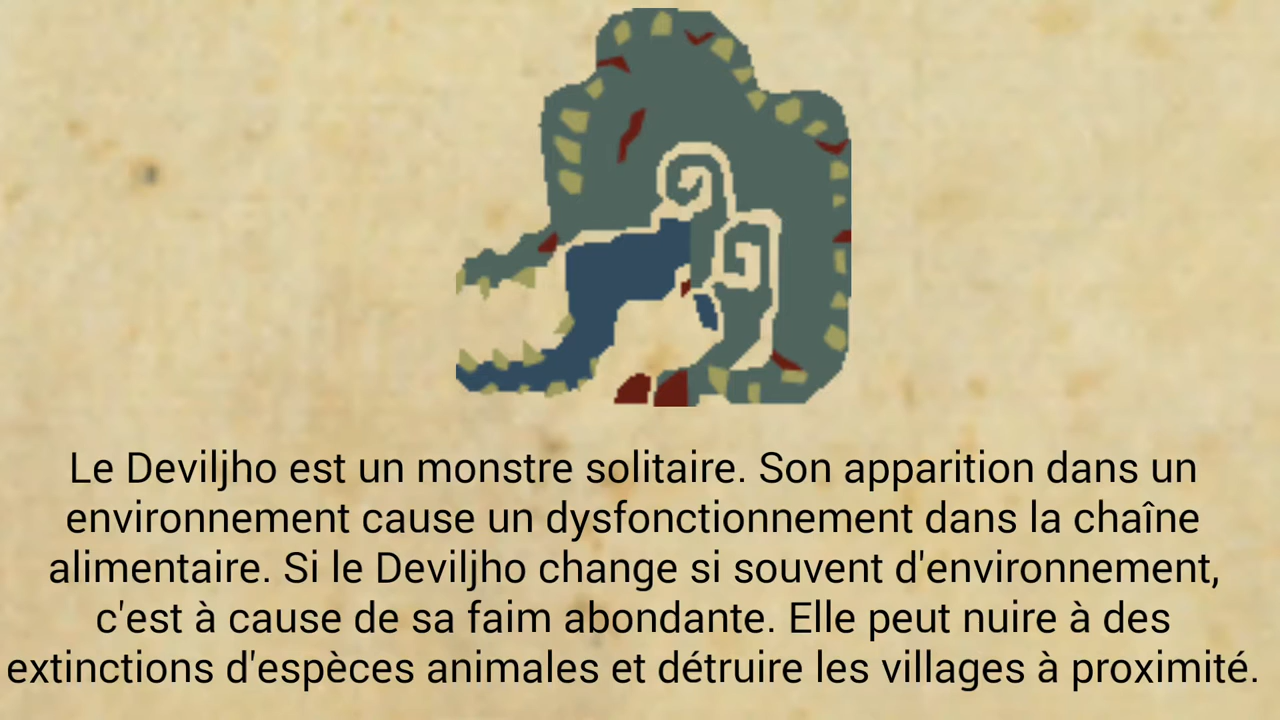 Le Deviljho est un monstre solitaire. Son apparition dans un
environnement cause un dysfonctionnement dans la chaîne
alimentaire. Si le Deviljho change si souvent d'environnement,
c'est à cause de sa faim abondante. Elle peut nuire à des
extinctions d'espèces animales et détruire les villages à proximité.